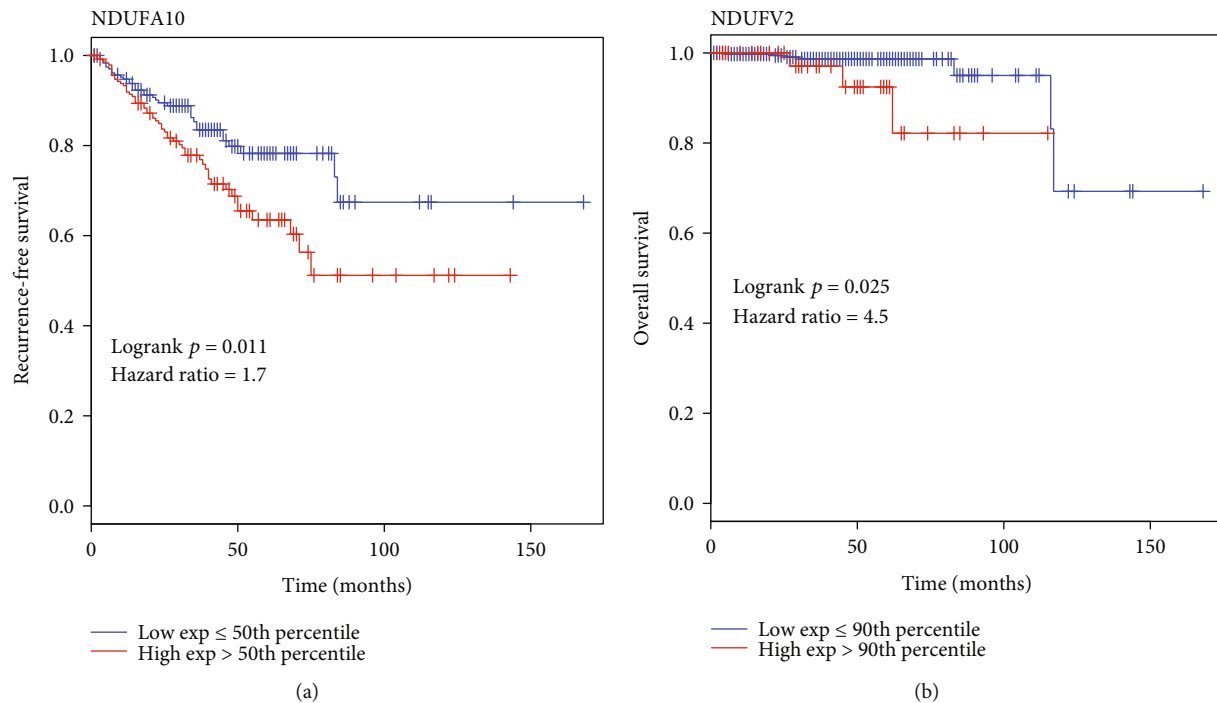 NDUFA10
1.0
0.8
0.6
0.4
0.2
0.0
Recurrence-free survival
Logrank p = 0.011
Hazard ratio = 1.7
0 50 100 150
Time (months)
Low exp ≤ 50th percentile
High exp > 50th percentile
(a)
NDUFV2
1.0
0.8
0.6
0.4
0.2
0.0
Overall survival
Logrank p = 0.025
Hazard ratio = 4.5
0 50 100 150
Time (months)
Low exp ≤ 90th percentile
High exp > 90th percentile
(b)